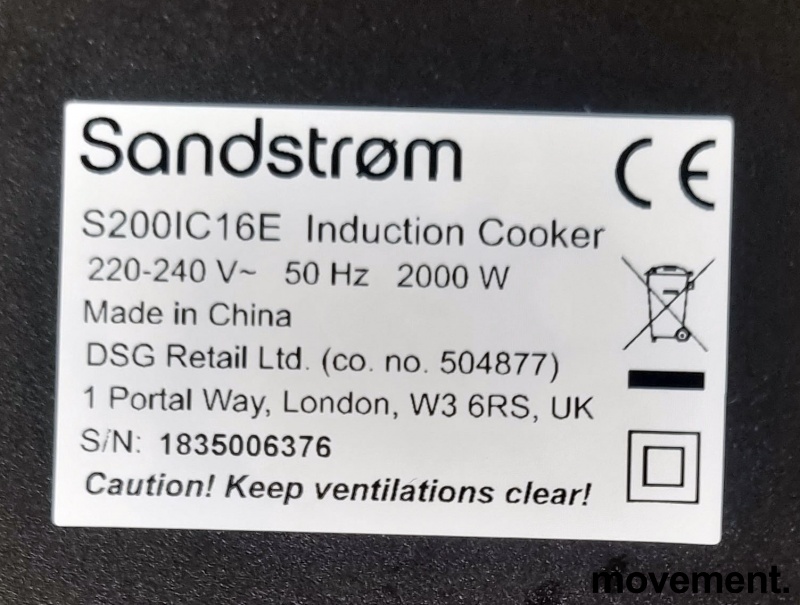 Sandstrøm
CE
S200IC16E Induction Cooker
220-240 V~ 50 Hz 2000 W
Made in China
DSG Retail Ltd. (co. no. 504877)
1 Portal Way, London, W3 6RS, UK
S/N: 1835006376
Caution! Keep ventilations clear!
movement.